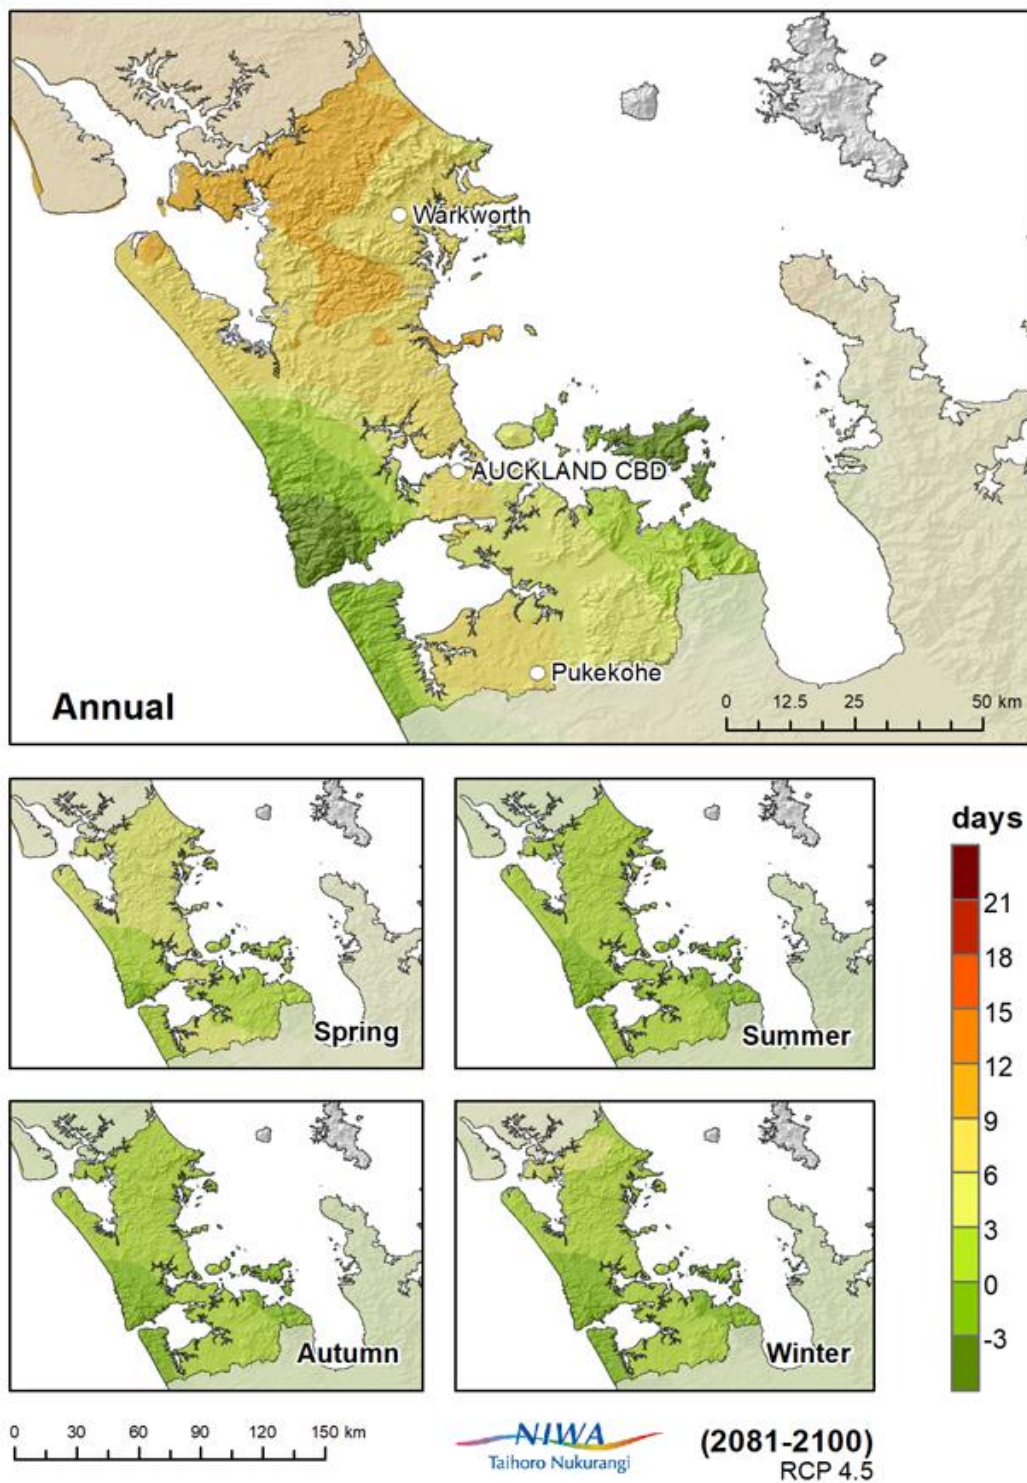 Warkworth
AUCKLAND CBD
Pukekohe
Annual
0 12.5 25 50 km
Spring
Summer
Autumn
Winter
days
21
18
15
12
9
6
3
0
-3
0 30 60 90 120 150 km
NIWA
Taihoro Nukurangi
(2081-2100)
RCP 4.5